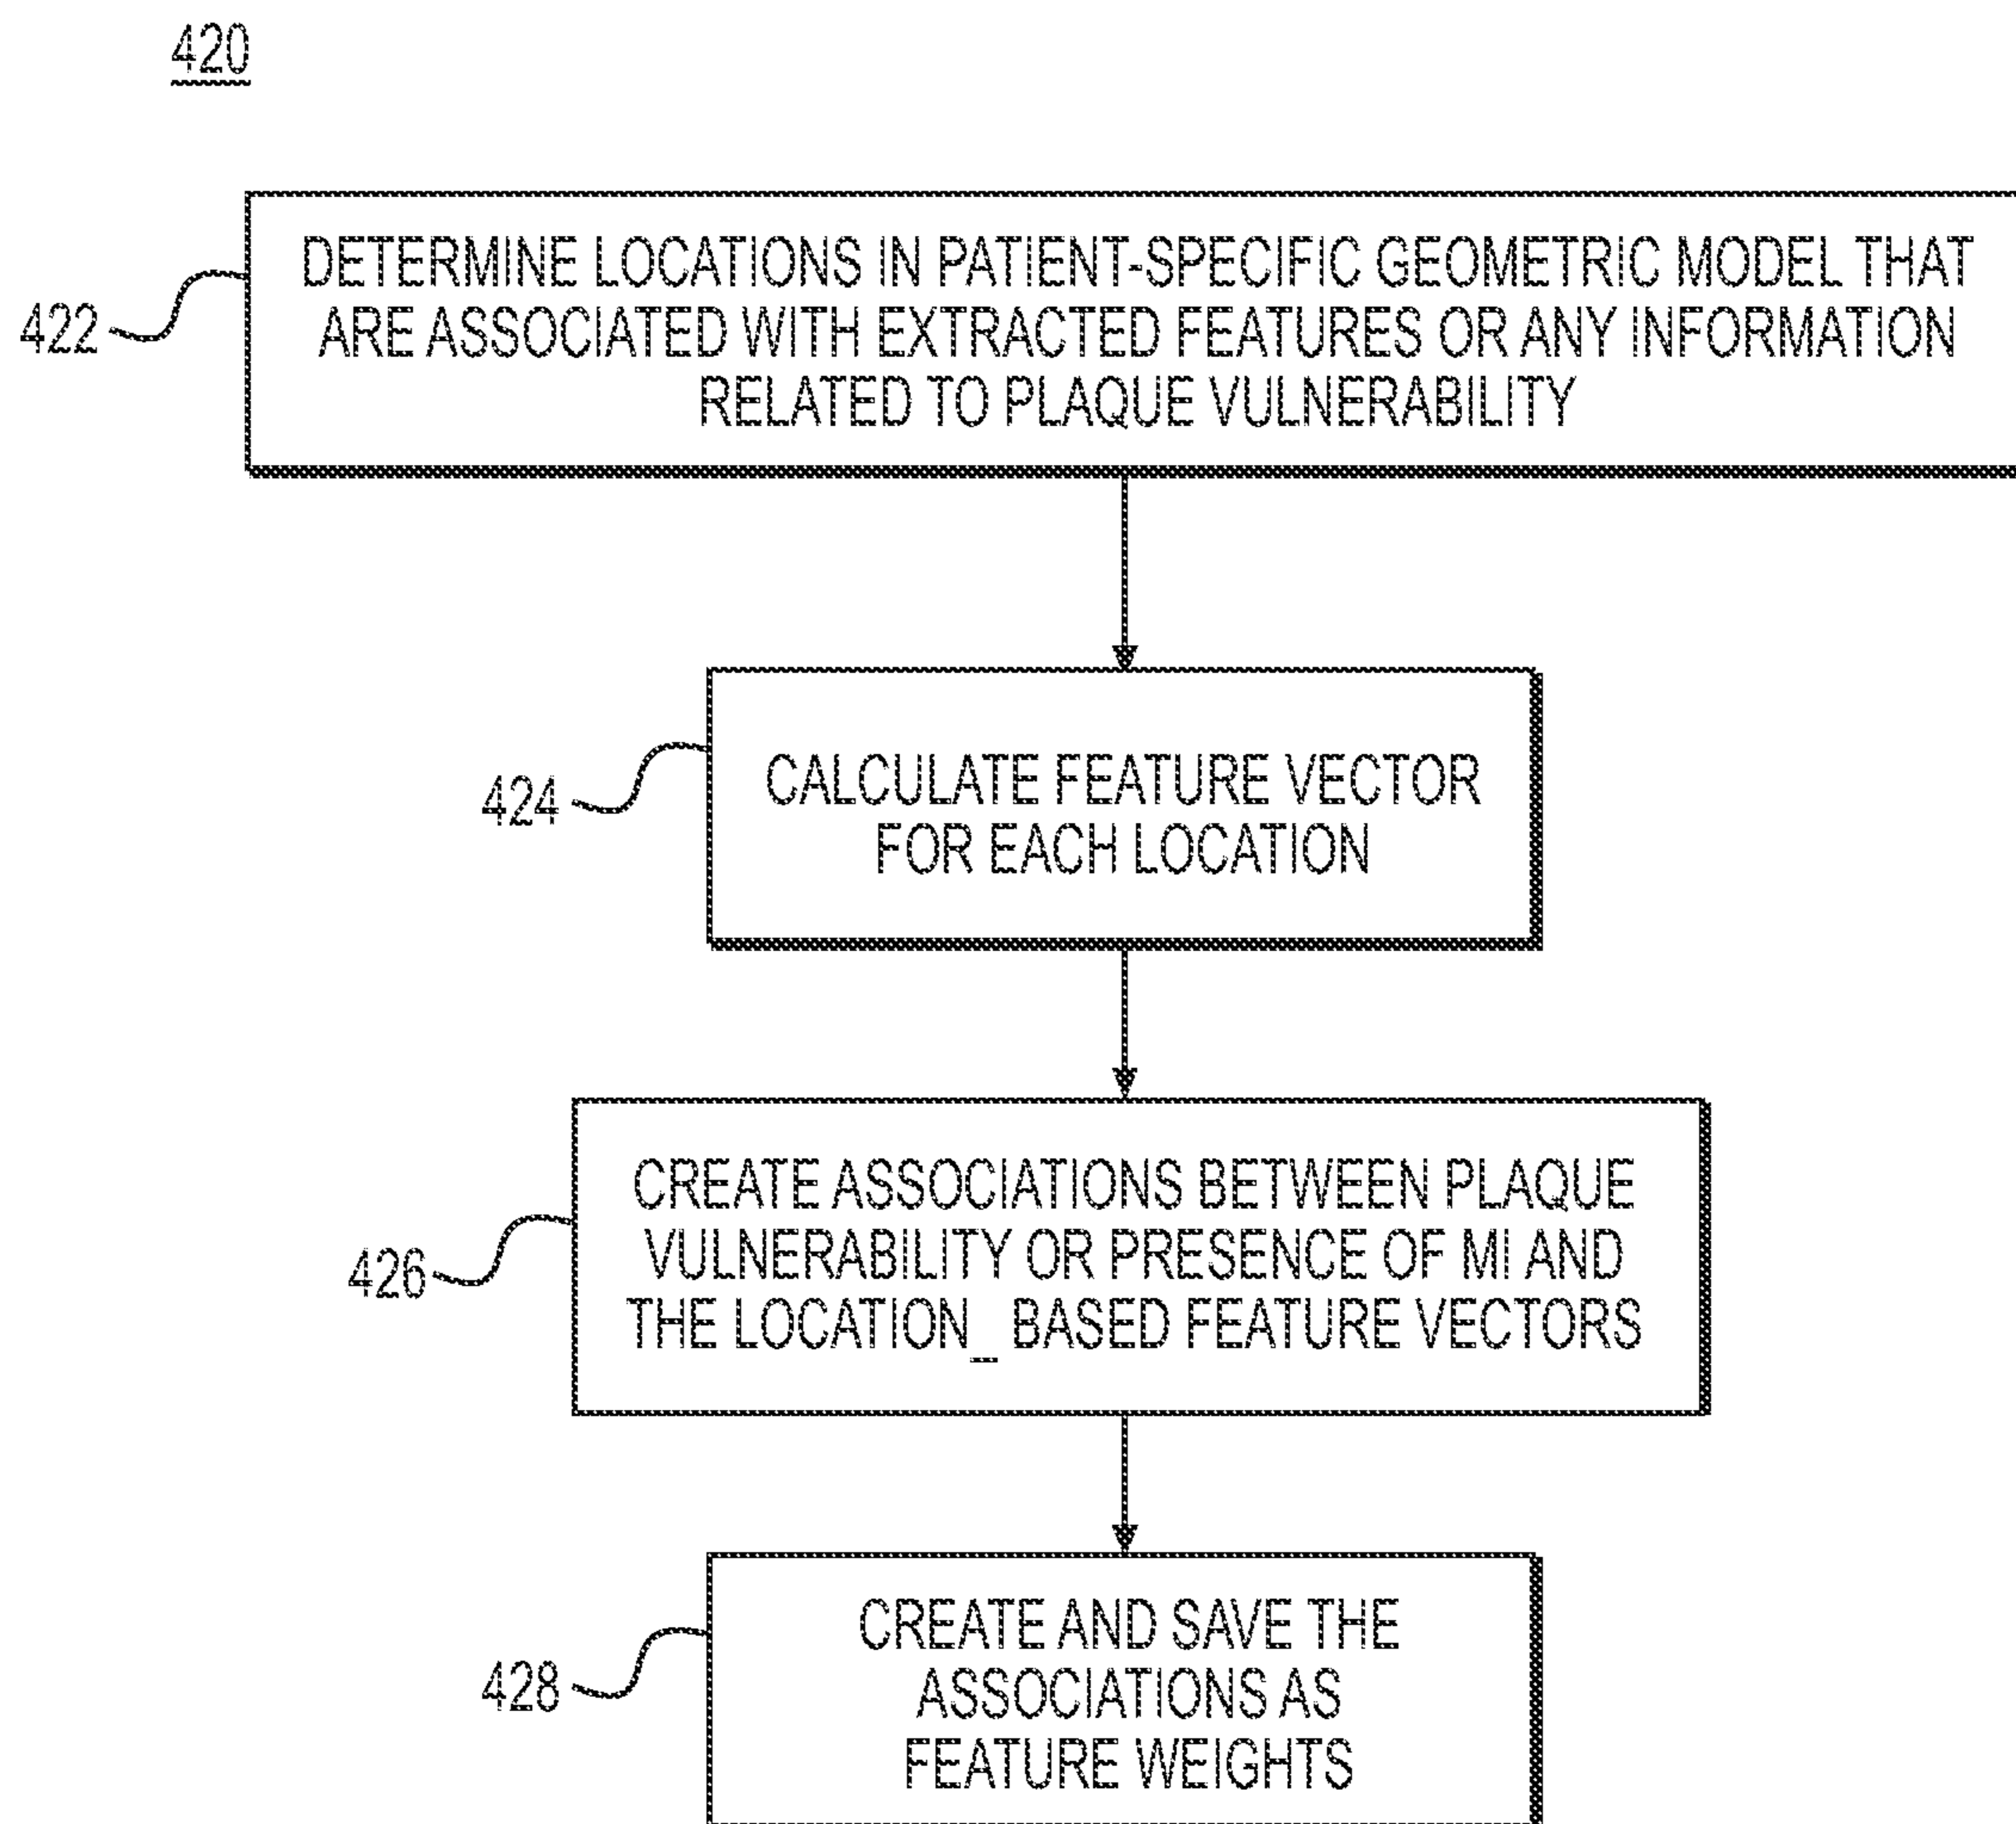 420
422
DETERMINE LOCATIONS IN PATIENT-SPECIFIC GEOMETRIC MODEL THAT
ARE ASSOCIATED WITH EXTRACTED FEATURES OR ANY INFORMATION
RELATED TO PLAQUE VULNERABILITY
424
CALCULATE FEATURE VECTOR
FOR EACH LOCATION
426
CREATE ASSOCIATIONS BETWEEN PLAQUE
VULNERABILITY OR PRESENCE OF MI AND
THE LOCATION_ BASED FEATURE VECTORS
428
CREATE AND SAVE THE
ASSOCIATIONS AS
FEATURE WEIGHTS